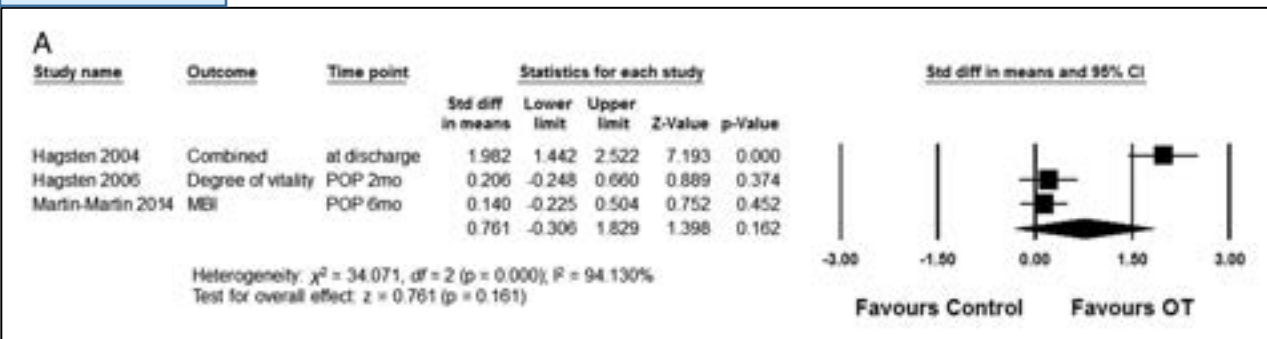 A
Study name Outcome Time point Statistics for each study Std diff in means and 95% CI
Std diff in means Lower limit Upper limit Z-Value p-Value
Hagsten 2004 Combined at discharge 1.982 1.442 2.522 7.193 0.000
Hagsten 2006 Degree of vitality POP 2mo 0.206 -0.248 0.660 0.889 0.374
Martin-Martin 2014 MBI POP 6mo 0.140 -0.225 0.504 0.752 0.452
0.761 -0.306 1.829 1.398 0.162
-3.00 -1.50 0.00 1.50 3.00
Heterogeneity: χ² = 34.071, df = 2 (p = 0.000); I² = 94.130%
Test for overall effect: z = 0.761 (p = 0.161)
Favours Control Favours OT